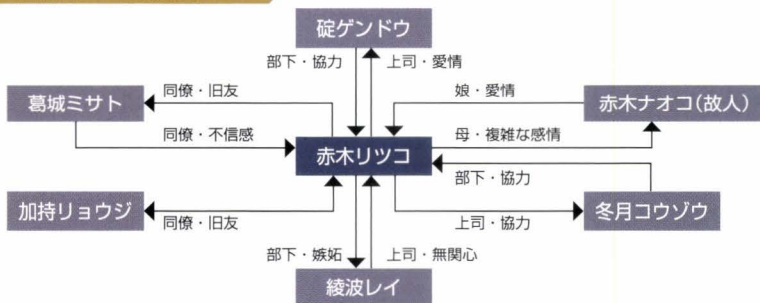 碇ゲンドウ
部下・協力
上司・愛情
葛城ミサト
同僚・旧友
娘・愛情
赤木ナオコ(故人)
同僚・不信感
赤木リツコ
母・複雑な感情
部下・協力
加持リョウジ
同僚・旧友
上司・協力
冬月コウゾウ
部下・嫉妬
上司・無関心
綾波レイ